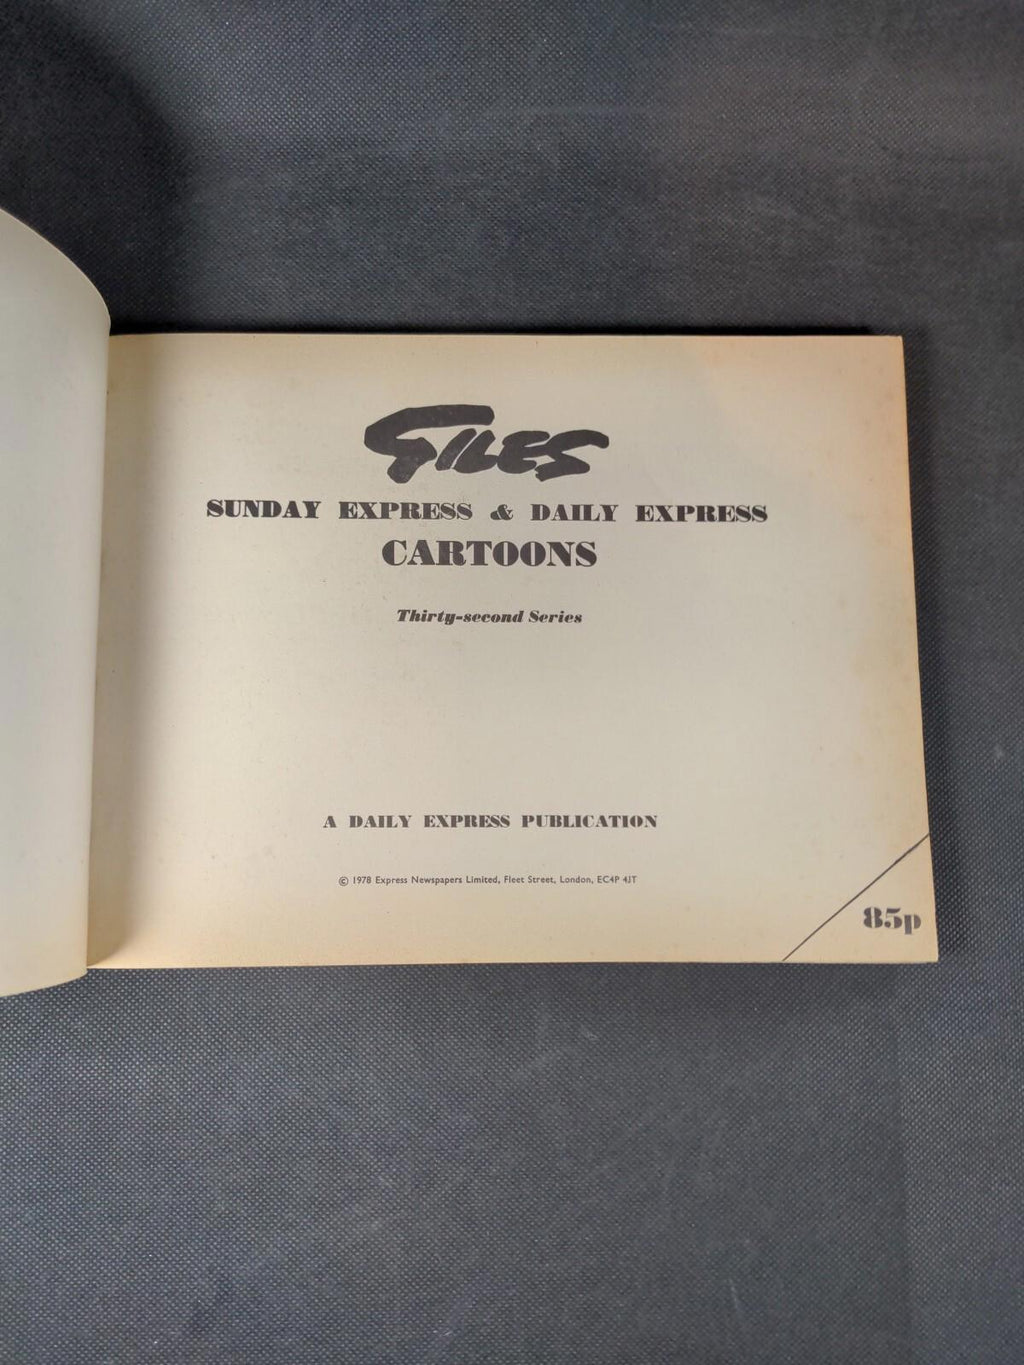 GILES
SUNDAY EXPRESS & DAILY EXPRESS
CARTOONS
Thirty-second Series
A DAILY EXPRESS PUBLICATION
© 1978 Express Newspapers Limited, Fleet Street, London, EC4P 4JT
85p